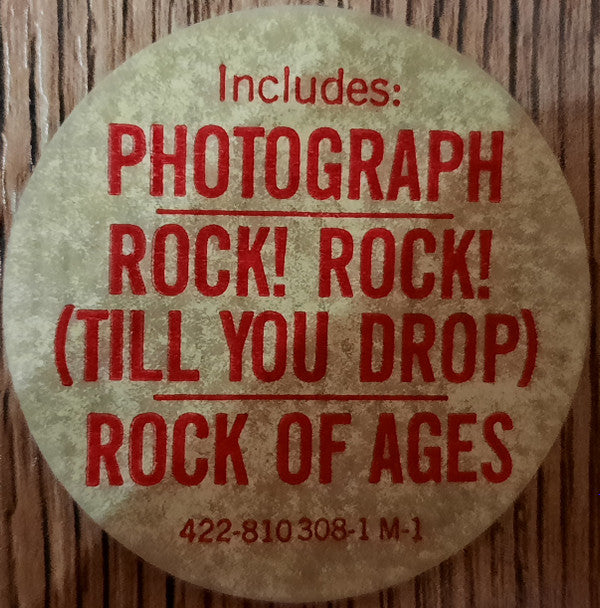 Includes:
PHOTOGRAPH
ROCK! ROCK!
(TILL YOU DROP)
ROCK OF AGES
422-810 308-1 M-1